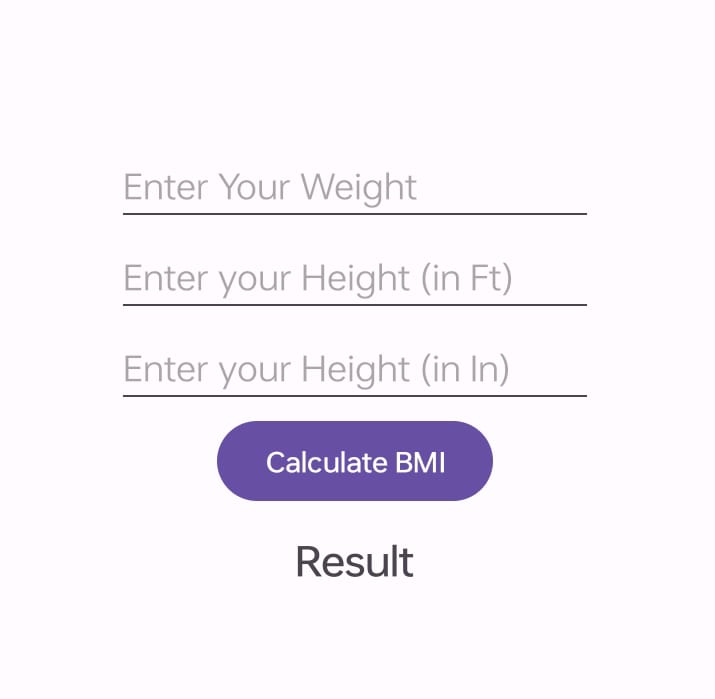 Enter Your Weight
Enter your Height (in Ft)
Enter your Height (in In)
Calculate BMI
Result